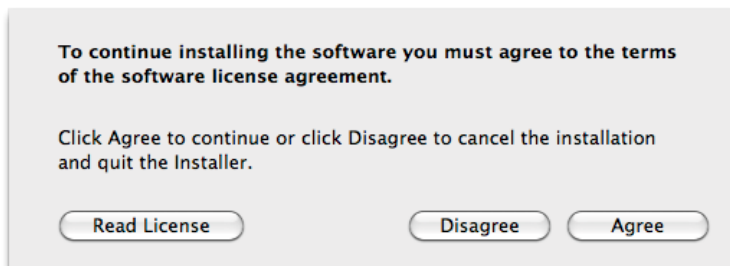 To continue installing the software you must agree to the terms
of the software license agreement.
Click Agree to continue or click Disagree to cancel the installation
and quit the Installer.
Read License Disagree Agree